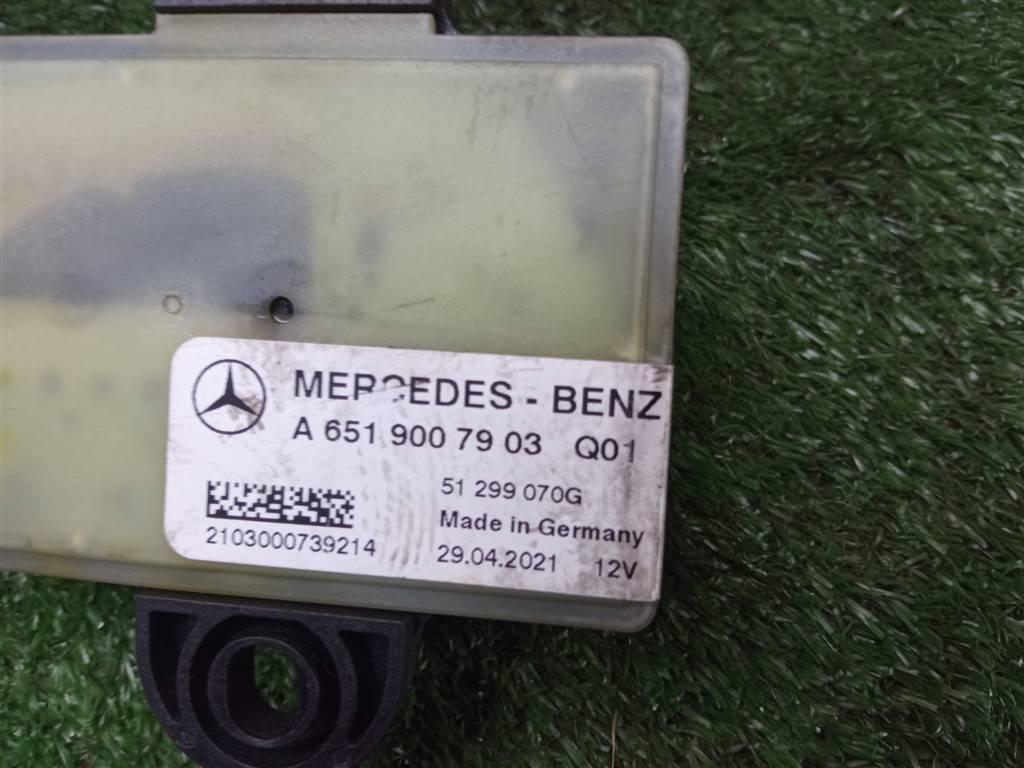 MERCEDES - BENZ
A 651 900 79 03 Q01
51 299 070G
Made in Germany
2103000739214
29.04.2021 12V